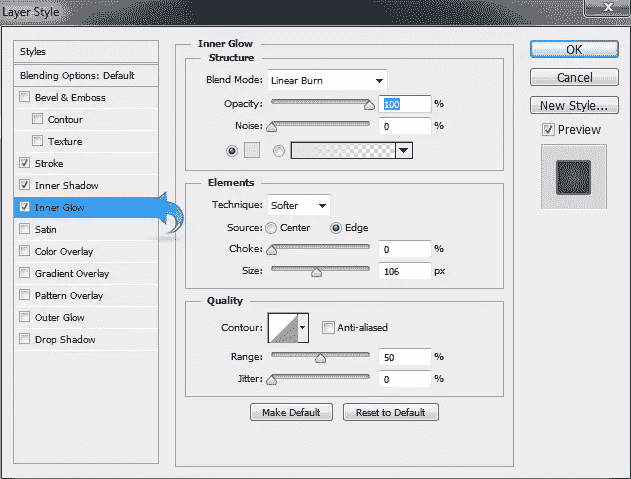 Layer Style
Styles
Blending Options: Default
Bevel & Emboss
Contour
Texture
Stroke
Inner Shadow
Inner Glow
Satin
Color Overlay
Gradient Overlay
Pattern Overlay
Outer Glow
Drop Shadow
Inner Glow
Structure
Blend Mode: Linear Burn
Opacity: 100 %
Noise: 0 %
Elements
Technique: Softer
Source: Center Edge
Choke: 0 %
Size: 106 px
Quality
Contour: Anti-aliased
Range: 50 %
Jitter: 0 %
Make Default Reset to Default
OK
Cancel
New Style...
Preview